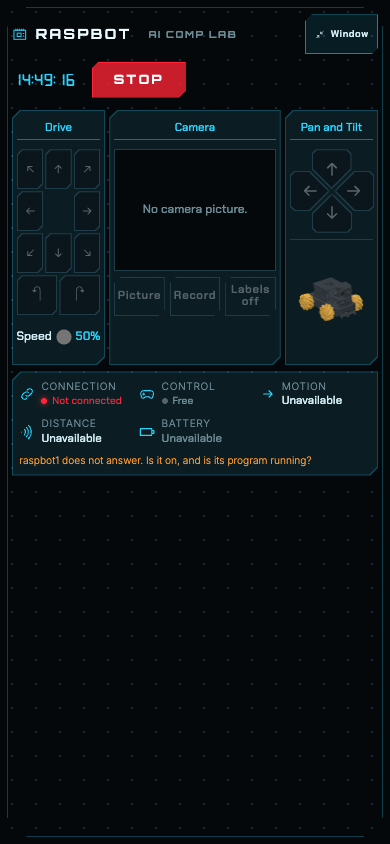 RASPBOT AI COMP LAB
Window
14:49:16
STOP
Drive
Camera
Pan and Tilt
No camera picture.
Picture
Record
Labels
off
Speed 50%
CONNECTION
Not connected
CONTROL
Free
MOTION
Unavailable
DISTANCE
Unavailable
BATTERY
Unavailable
raspbot1 does not answer. Is it on, and is its program running?